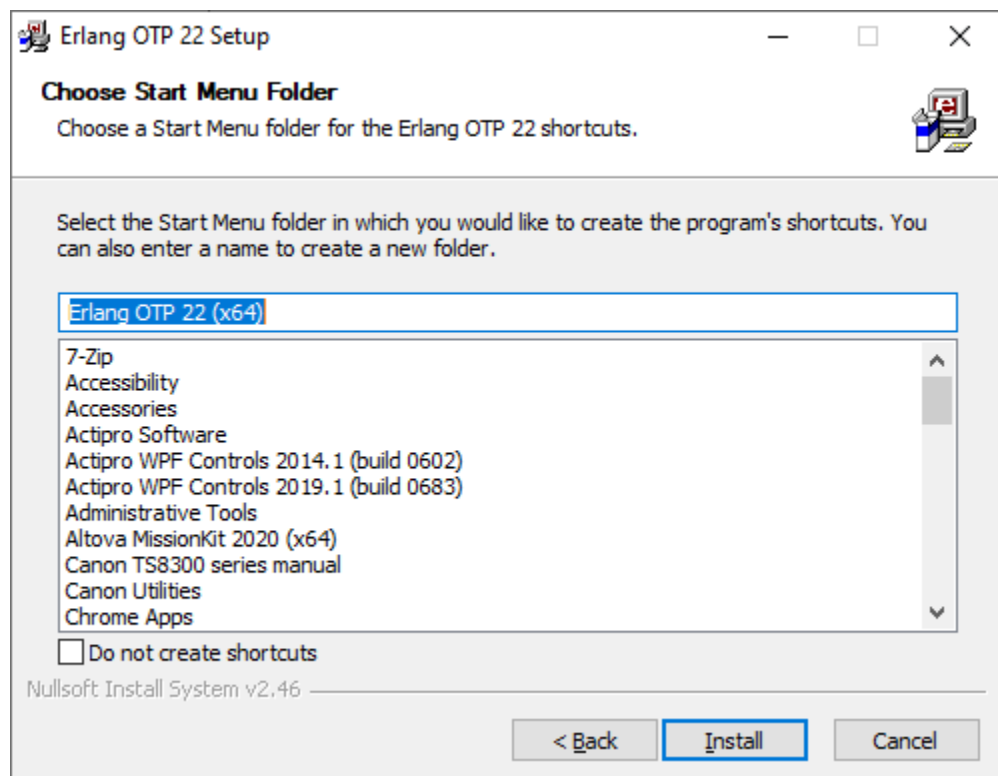 Erlang OTP 22 Setup
Choose Start Menu Folder
Choose a Start Menu folder for the Erlang OTP 22 shortcuts.
Select the Start Menu folder in which you would like to create the program's shortcuts. You
can also enter a name to create a new folder.
Erlang OTP 22 (x64)
7-Zip
Accessibility
Accessories
Actipro Software
Actipro WPF Controls 2014.1 (build 0602)
Actipro WPF Controls 2019.1 (build 0683)
Administrative Tools
Altova MissionKit 2020 (x64)
Canon TS8300 series manual
Canon Utilities
Chrome Apps
Do not create shortcuts
Nullsoft Install System v2.46
< Back Install Cancel